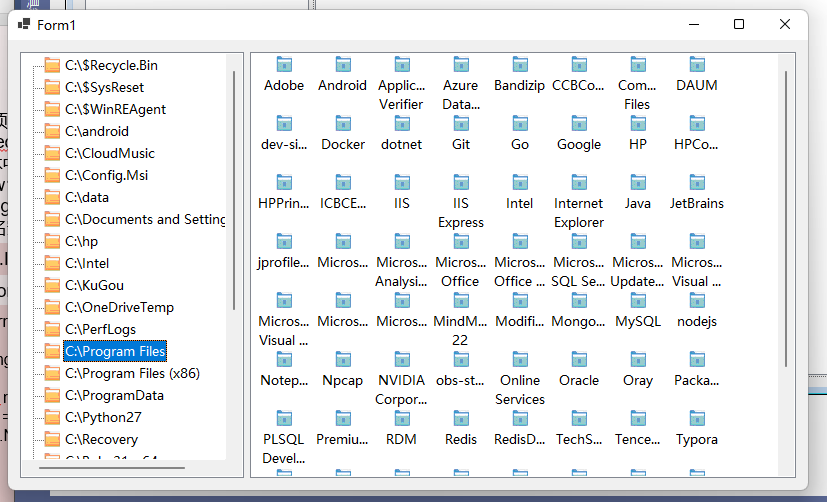 Form1
C:\$Recycle.Bin
C:\$SysReset
C:\$WinREAgent
C:\android
C:\CloudMusic
C:\Config.Msi
C:\data
C:\Documents and Setting
C:\hp
C:\Intel
C:\KuGou
C:\OneDriveTemp
C:\PerfLogs
C:\Program Files
C:\Program Files (x86)
C:\ProgramData
C:\Python27
C:\Recovery
Adobe Android Applic... Azure Bandizip CCBCo... Com... DAUM
Verifier Data... Files
dev-si... Docker dotnet Git Go Google HP HPCo...
HPPrin... ICBCE... IIS IIS Intel Internet Java JetBrains
Express Explorer
jprofile... Micros... Micros... Micros... Micros... Micros... Micros... Micros...
Analysi... Office Office ... SQL Se... Update... Visual ...
Micros... Micros... Micros... MindM... Modifi... Mongo... MySQL nodejs
Visual ... 22
Notep... Npcap NVIDIA obs-st... Online Oracle Oray Packa...
Corpor... Services
PLSQL Premiu... RDM Redis RedisD... TechS... Tence... Typora
Devel...